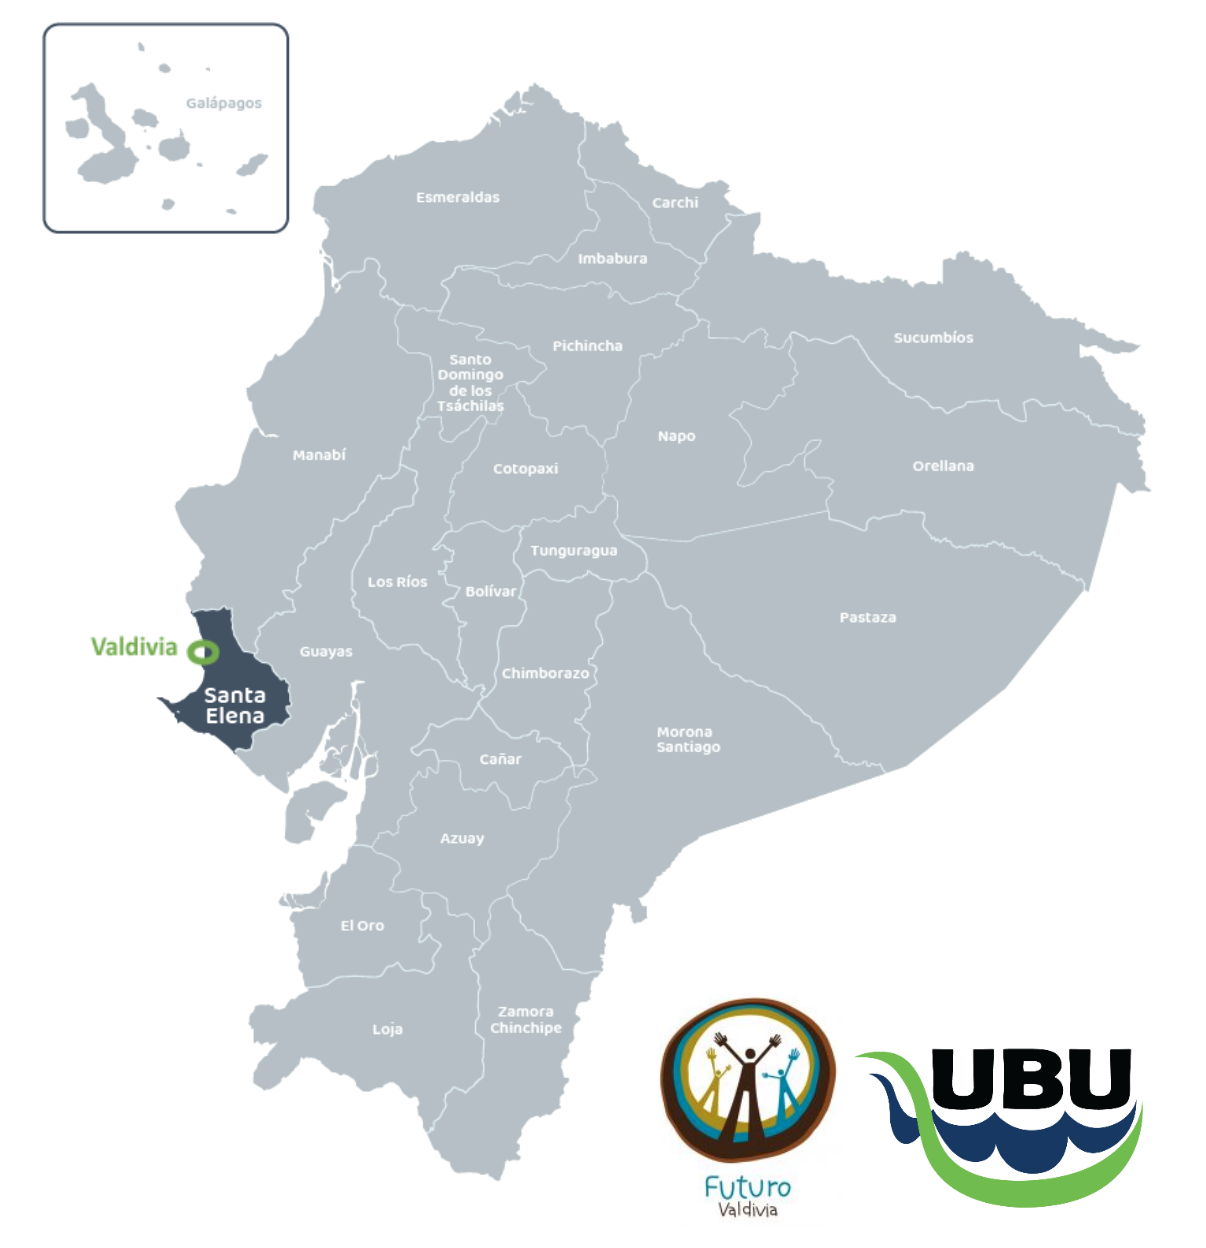 Galápagos
Esmeraldas
Carchi
Imbabura
Sucumbíos
Pichincha
Santo
Domingo
de los
Tsáchilas
Napo
Manabí
Cotopaxi
Orellana
Tunguragua
Los Ríos
Bolívar
Pastaza
Valdivia
Guayas
Chimborazo
Santa
Elena
Morona
Santiago
Cañar
Azuay
El Oro
Zamora
Chinchipe
Loja
UBU
Futuro
Valdivia